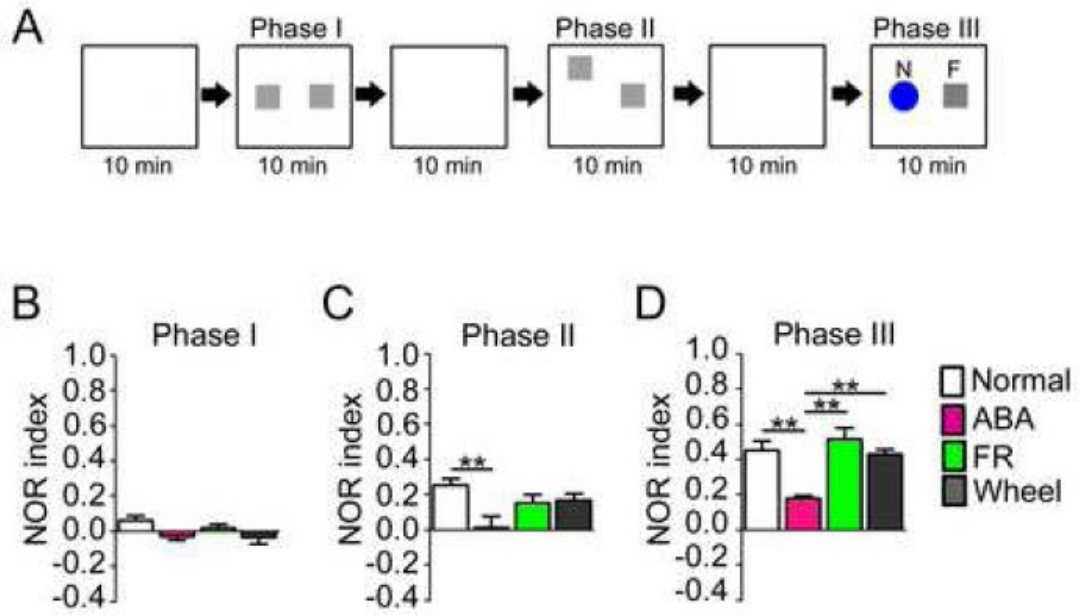 A
Phase I
Phase II
Phase III
N F
10 min
10 min
10 min
10 min
10 min
10 min
B
Phase I
NOR index
1.0
0.8
0.6
0.4
0.2
0.0
-0.2
-0.4
C
Phase II
NOR index
1.0
0.8
0.6
0.4
0.2
0.0
-0.2
-0.4
**
D
Phase III
NOR index
1.0
0.8
0.6
0.4
0.2
0.0
-0.2
-0.4
**
**
**
Normal
ABA
FR
Wheel